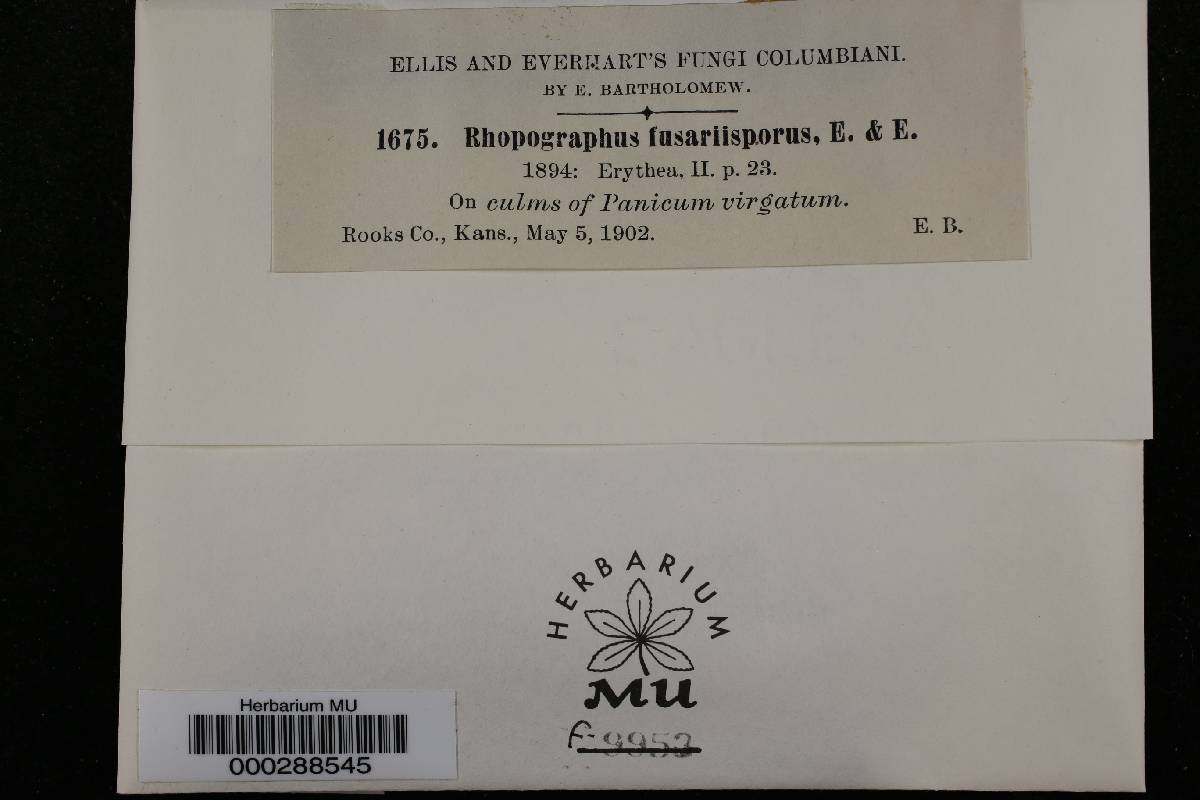 ELLIS AND EVERHART'S FUNGI COLUMBIANI.
BY E. BARTHOLOMEW.
1675. Rhopographus fusariisporus, E. & E.
1894: Erythea, II. p. 23.
On culms of Panicum virgatum.
Rooks Co., Kans., May 5, 1902. E. B.
HERBARIUM
MU
F-9953
Herbarium MU
000288545